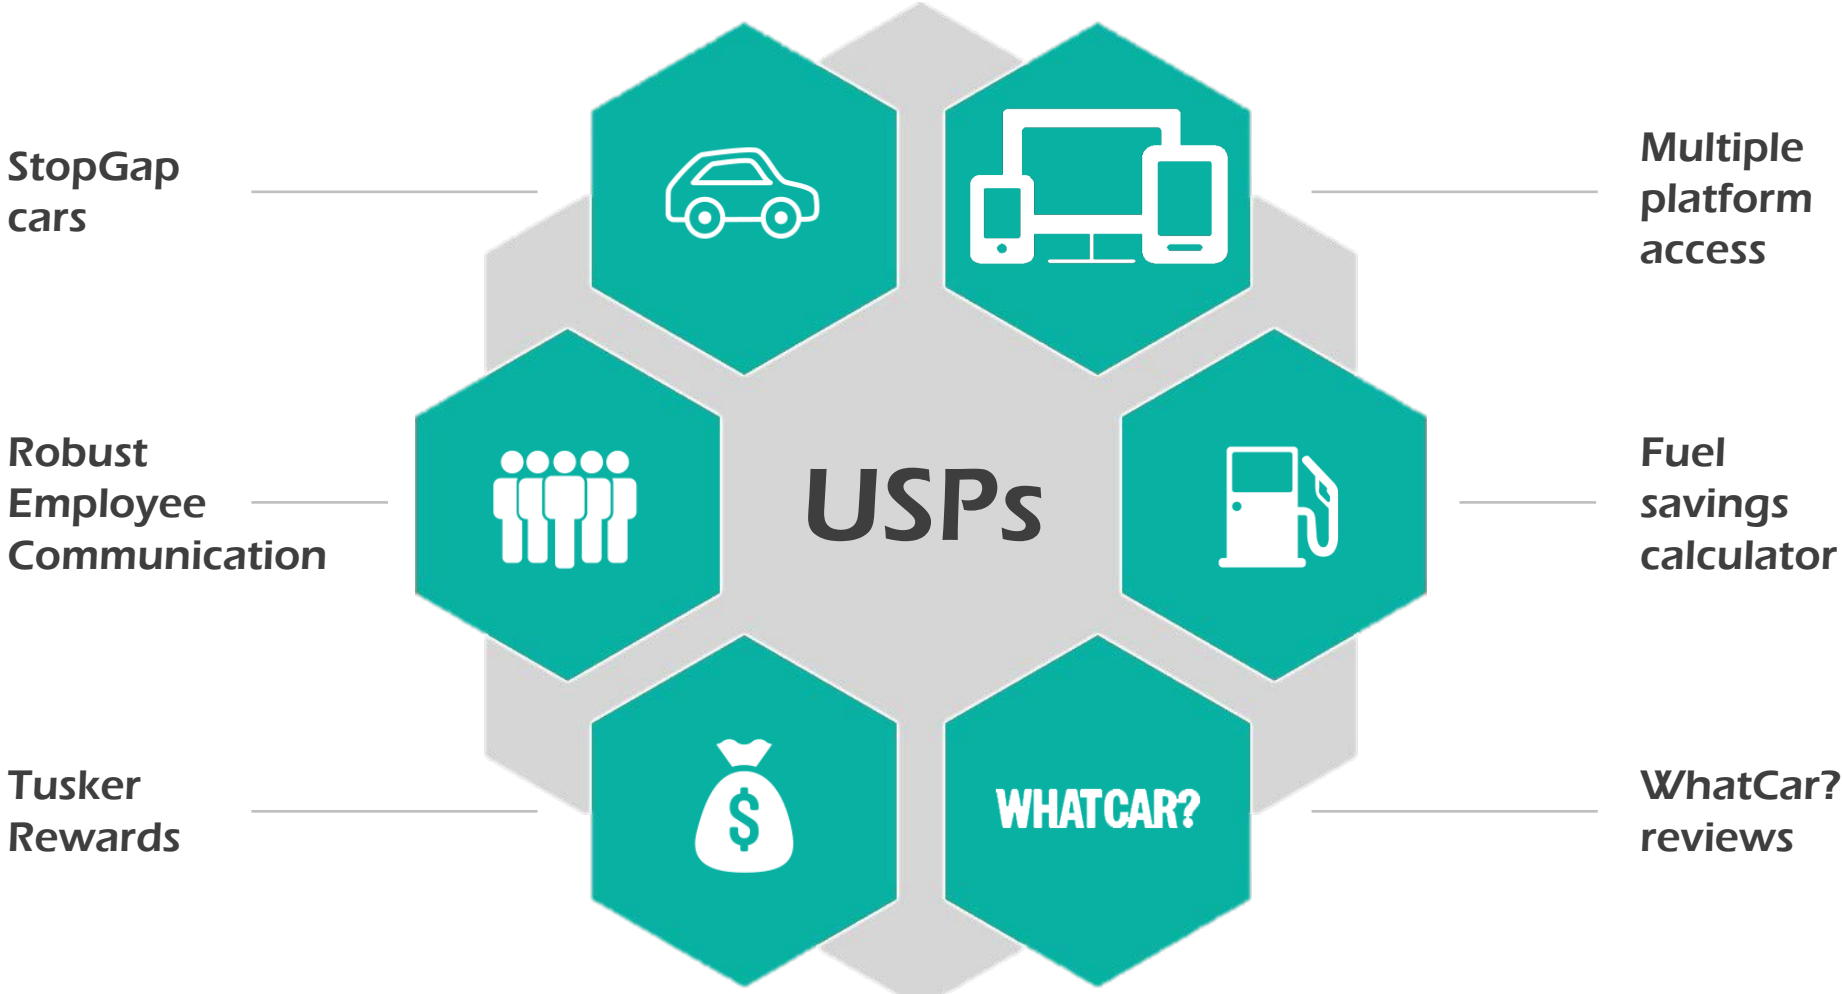 StopGap
cars
Multiple
platform
access
Robust
Employee
Communication
USPs
Fuel
savings
calculator
Tusker
Rewards
$
WHATCAR?
WhatCar?
reviews